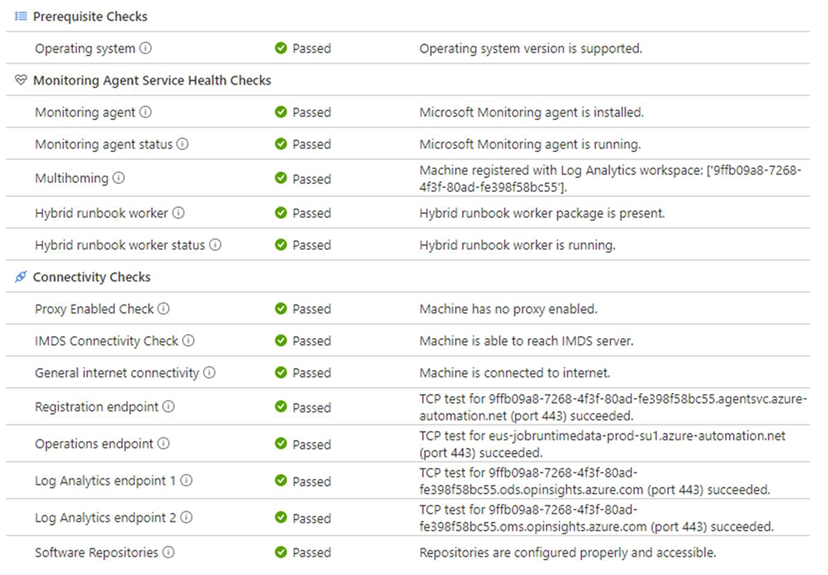 Prerequisite Checks
Operating system Passed Operating system version is supported.
Monitoring Agent Service Health Checks
Monitoring agent Passed Microsoft Monitoring agent is installed.
Monitoring agent status Passed Microsoft Monitoring agent is running.
Multihoming Passed Machine registered with Log Analytics workspace: ['9ffb09a8-7268-
4f3f-80ad-fe398f58bc55'].
Hybrid runbook worker Passed Hybrid runbook worker package is present.
Hybrid runbook worker status Passed Hybrid runbook worker is running.
Connectivity Checks
Proxy Enabled Check Passed Machine has no proxy enabled.
IMDS Connectivity Check Passed Machine is able to reach IMDS server.
General internet connectivity Passed Machine is connected to internet.
Registration endpoint Passed TCP test for 9ffb09a8-7268-4f3f-80ad-fe398f58bc55.agentsvc.azure-
automation.net (port 443) succeeded.
Operations endpoint Passed TCP test for eus-jobruntimedata-prod-su1.azure-automation.net
(port 443) succeeded.
Log Analytics endpoint 1 Passed TCP test for 9ffb09a8-7268-4f3f-80ad-
fe398f58bc55.ods.opinsights.azure.com (port 443) succeeded.
Log Analytics endpoint 2 Passed TCP test for 9ffb09a8-7268-4f3f-80ad-
fe398f58bc55.oms.opinsights.azure.com (port 443) succeeded.
Software Repositories Passed Repositories are configured properly and accessible.